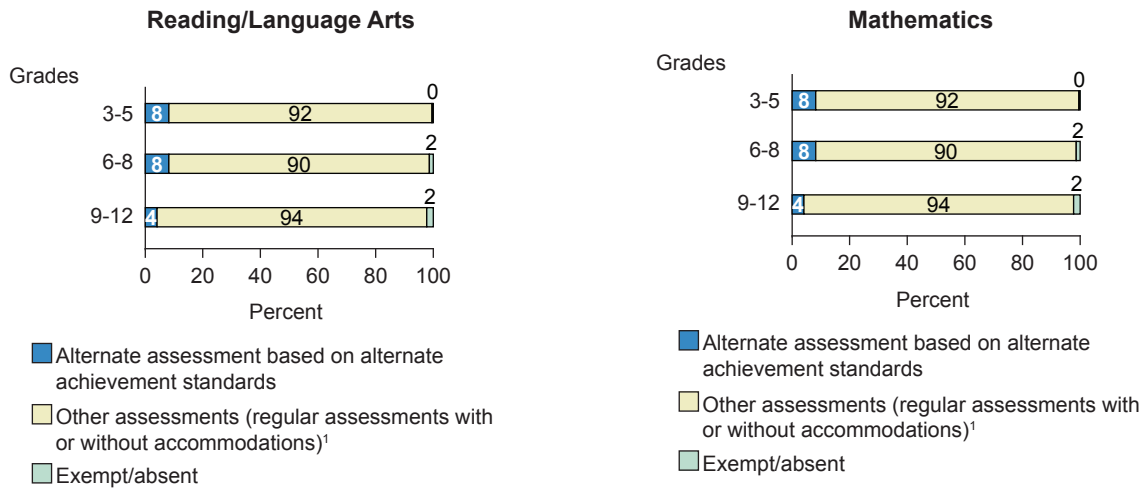 Reading/Language Arts
Grades
0
3-5 8 92
2
6-8 8 90
2
9-12 4 94
0 20 40 60 80 100
Percent
Alternate assessment based on alternate
achievement standards
Other assessments (regular assessments with
or without accommodations)¹
Exempt/absent
Mathematics
Grades
0
3-5 8 92
2
6-8 8 90
2
9-12 4 94
0 20 40 60 80 100
Percent
Alternate assessment based on alternate
achievement standards
Other assessments (regular assessments with
or without accommodations)¹
Exempt/absent